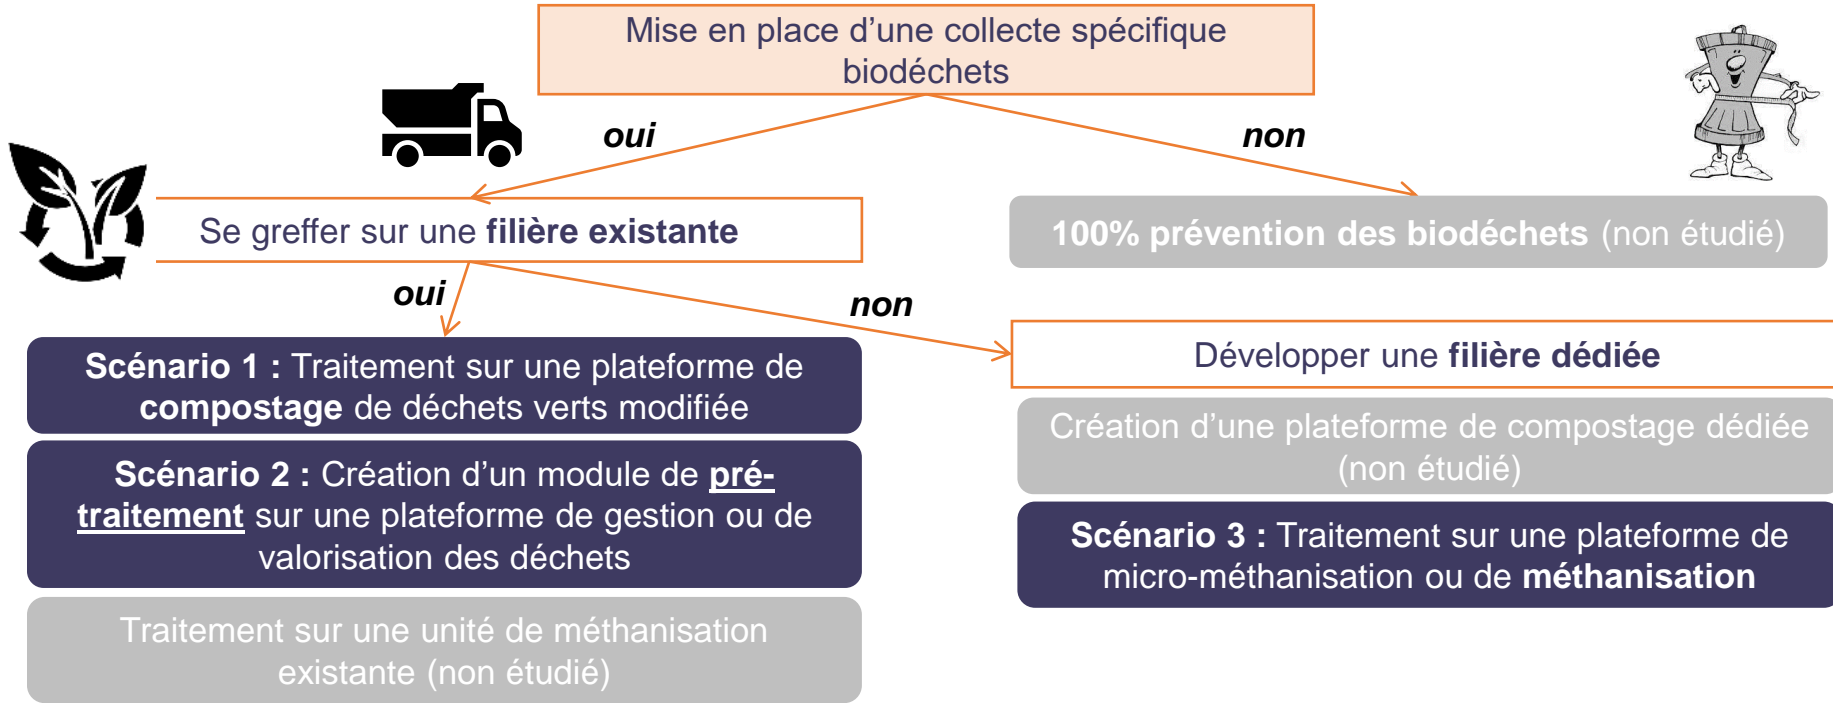 Mise en place d’une collecte spécifique
biodéchets
oui
non
Se greffer sur une filière existante
100% prévention des biodéchets (non étudié)
oui
non
Scénario 1 : Traitement sur une plateforme de
compostage de déchets verts modifiée
Scénario 2 : Création d’un module de pré-
traitement sur une plateforme de gestion ou de
valorisation des déchets
Traitement sur une unité de méthanisation
existante (non étudié)
Développer une filière dédiée
Création d’une plateforme de compostage dédiée
(non étudié)
Scénario 3 : Traitement sur une plateforme de
micro-méthanisation ou de méthanisation